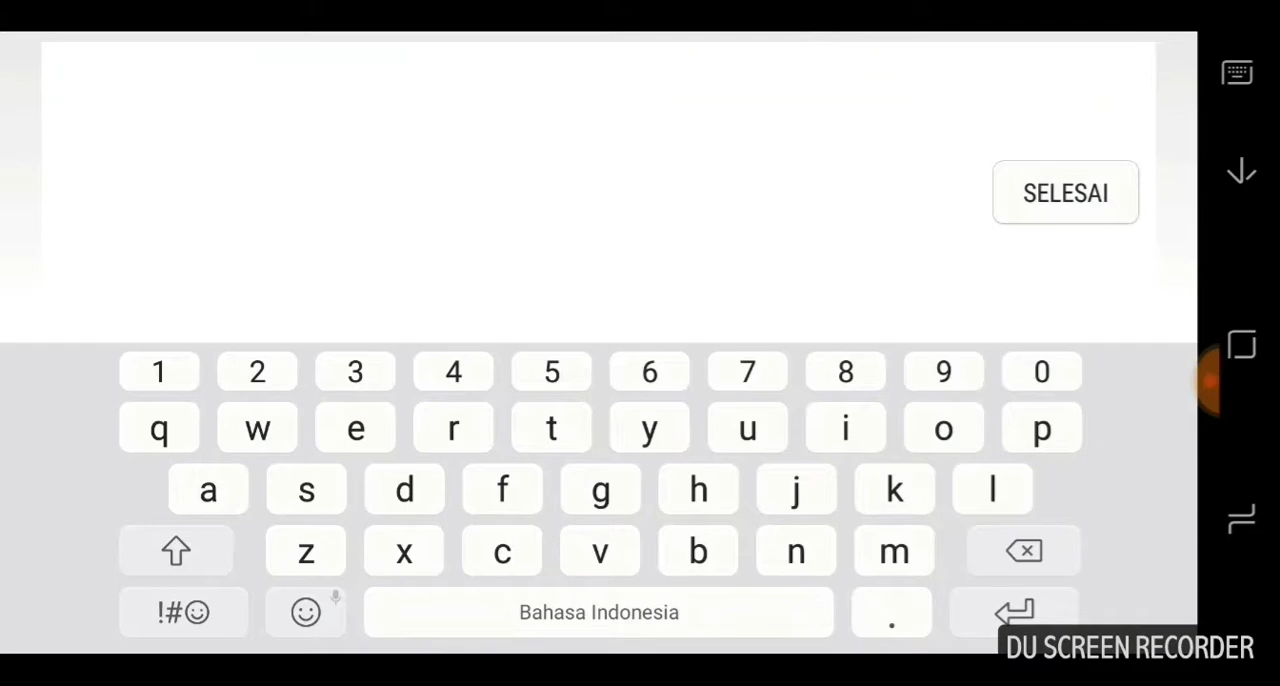 SELESAI
1 2 3 4 5 6 7 8 9 0
q w e r t y u i o p
a s d f g h j k l
z x c v b n m
!# Bahasa Indonesia .
DU SCREEN RECORDER